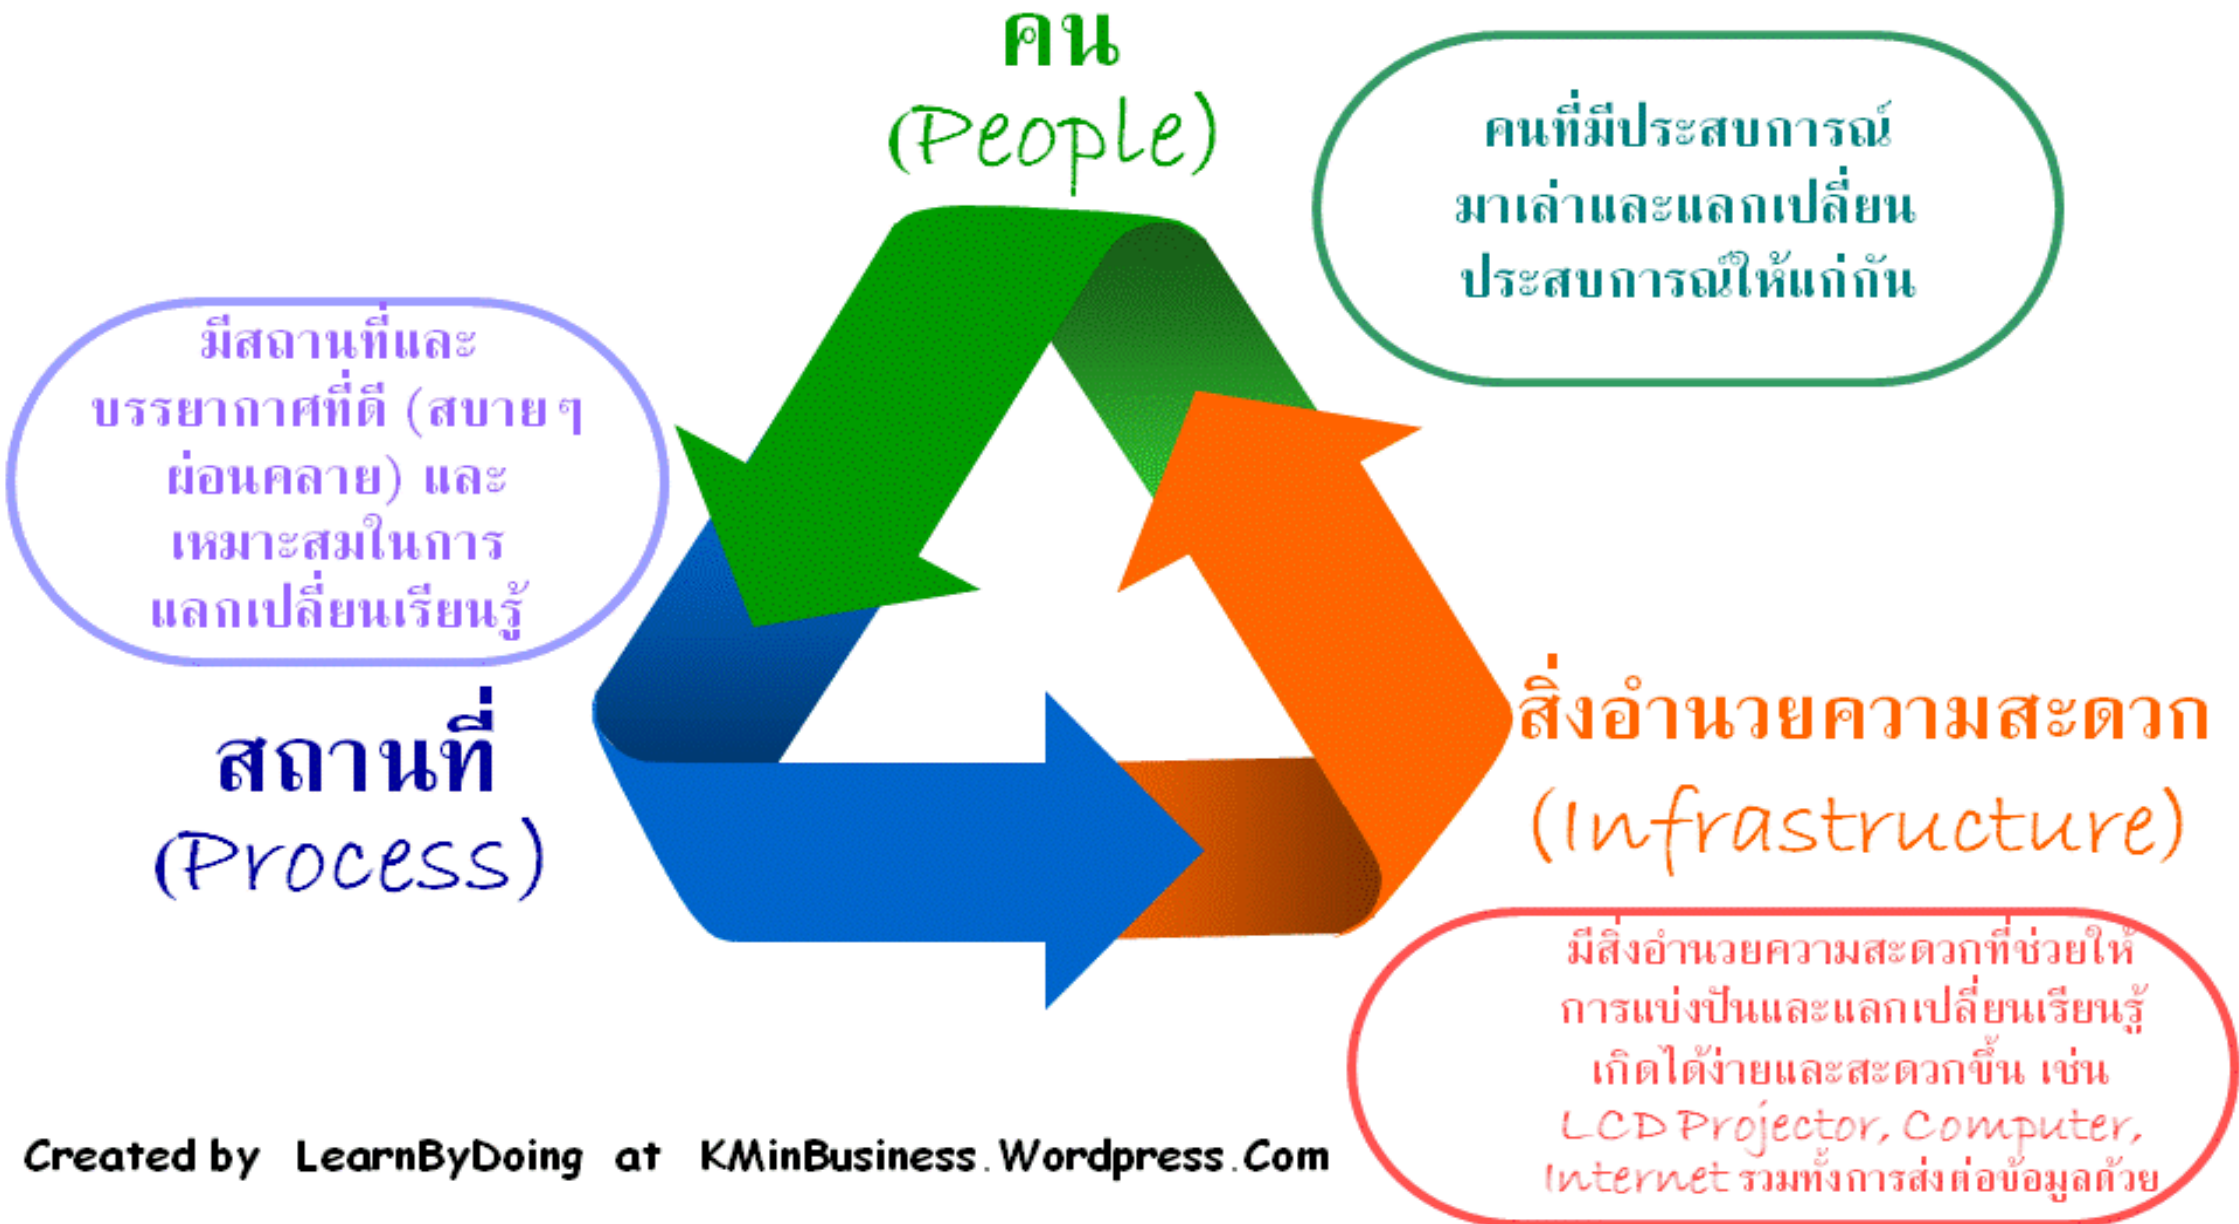 คน
(People)
คนที่มีประสบการณ์
มาเล่าและแลกเปลี่ยน
ประสบการณ์ให้แก่กัน
มีสถานที่และ
บรรยากาศที่ดี (สบายๆ
ผ่อนคลาย) และ
เหมาะสมในการ
แลกเปลี่ยนเรียนรู้
สถานที่
(Process)
สิ่งอำนวยความสะดวก
(Infrastructure)
มีสิ่งอำนวยความสะดวกที่ช่วยให้
การแบ่งปันและแลกเปลี่ยนเรียนรู้
เกิดได้ง่ายและสะดวกขึ้น เช่น
LCD Projector, Computer,
Internet รวมทั้งการส่งต่อข้อมูลด้วย
Created by LearnByDoing at KMinBusiness.Wordpress.Com